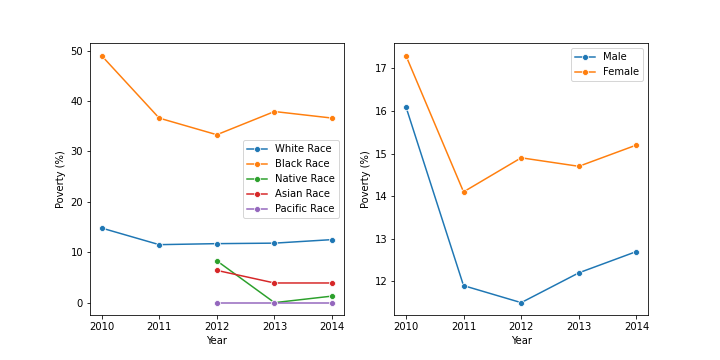 50
40
30
20
10
0
Poverty (%)
2010 2011 2012 2013 2014
Year
White Race
Black Race
Native Race
Asian Race
Pacific Race
17
16
15
14
13
12
Poverty (%)
2010 2011 2012 2013 2014
Year
Male
Female